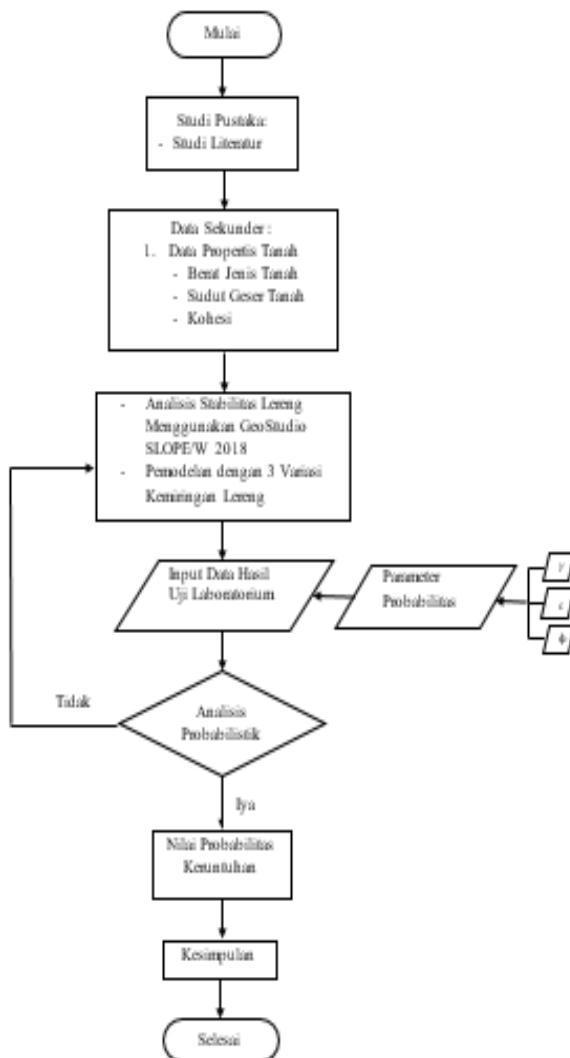 Mulai
Studi Pustaka:
- Studi Literatur
Data Sekunder :
1. Data Propertis Tanah
- Berat Jenis Tanah
- Sudut Geser Tanah
- Kohesi
- Analisis Stabilitas Lereng
Menggunakan GeoStudio
SLOPE/W 2018
- Pemodelan dengan 3 Variasi
Kemiringan Lereng
Input Data Hasil
Uji Laboratorium
Parameter
Probabilitas
γ
c
ϕ
Tidak
Analisis
Probabilistik
Iya
Nilai Probabilitas
Keruntuhan
Kesimpulan
Selesai